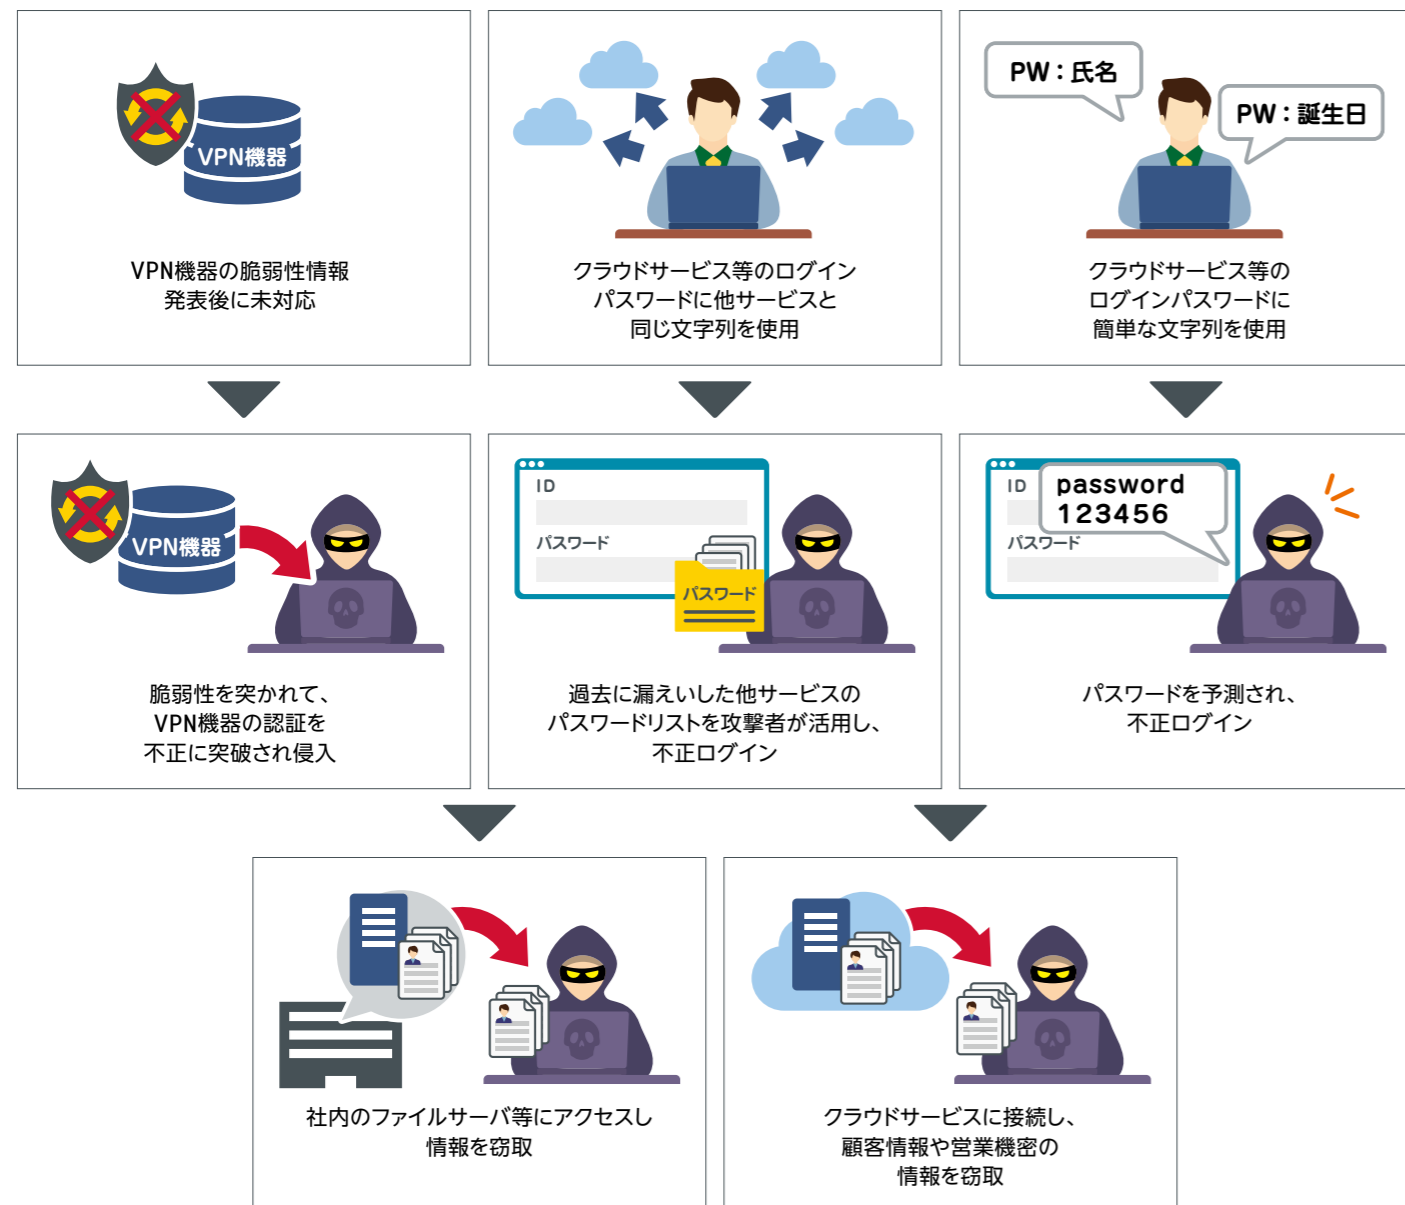 VPN機器
VPN機器の脆弱性情報
発表後に未対応
クラウドサービス等のログイン
パスワードに他サービスと
同じ文字列を使用
PW：氏名
PW：誕生日
クラウドサービス等の
ログインパスワードに
簡単な文字列を使用
VPN機器
脆弱性を突かれて、
VPN機器の認証を
不正に突破され侵入
ID
パスワード
パスワード
過去に漏えいした他サービスの
パスワードリストを攻撃者が活用し、
不正ログイン
ID
パスワード
password
123456
パスワードを予測され、
不正ログイン
社内のファイルサーバ等にアクセスし
情報を窃取
クラウドサービスに接続し、
顧客情報や営業機密の
情報を窃取